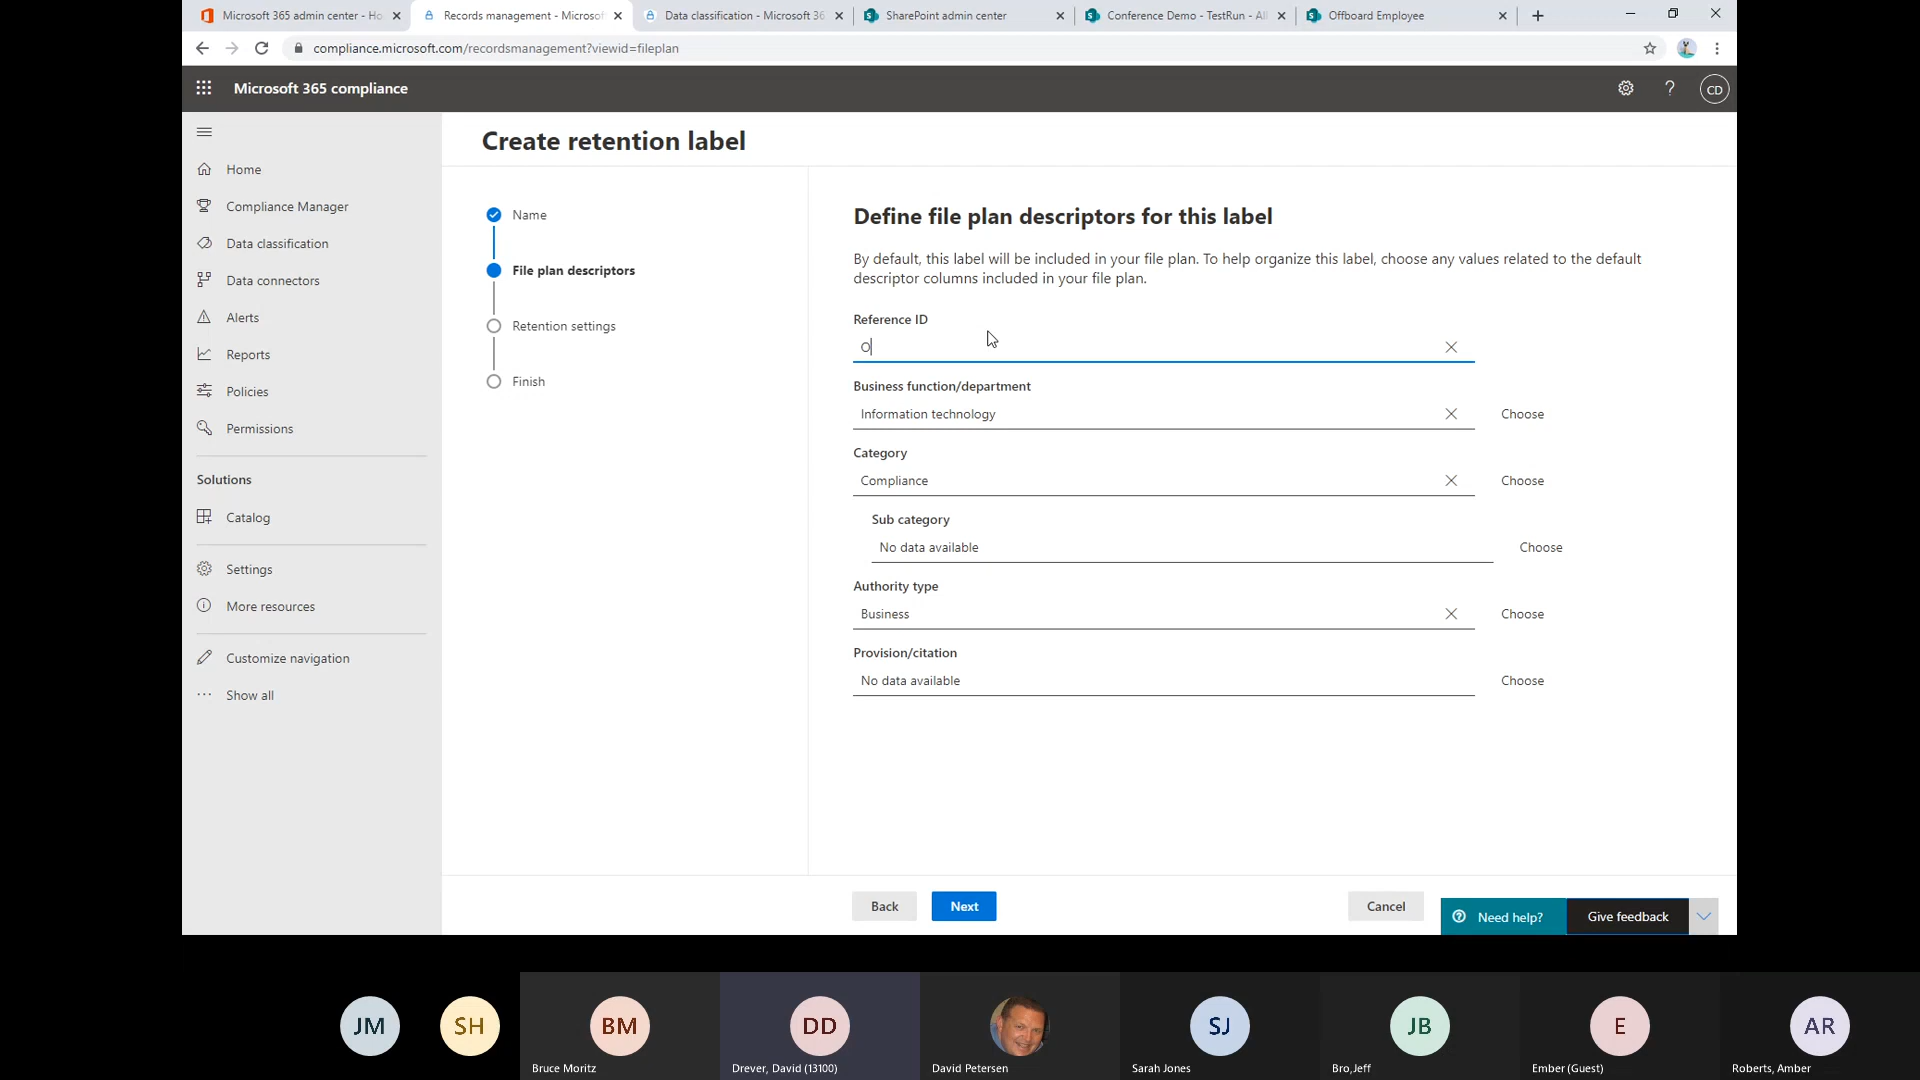 Microsoft 365 admin center - Ho
Records management - Microsof
Data classification - Microsoft 36
SharePoint admin center
Conference Demo - TestRun - All
Offboard Employee
compliance.microsoft.com/recordsmanagement?viewid=fileplan
Microsoft 365 compliance
?
CD
Create retention label
Home
Compliance Manager
Data classification
Data connectors
Alerts
Reports
Policies
Permissions
Solutions
Catalog
Settings
More resources
Customize navigation
Show all
Name
File plan descriptors
Retention settings
Finish
Define file plan descriptors for this label
By default, this label will be included in your file plan. To help organize this label, choose any values related to the default
descriptor columns included in your file plan.
Reference ID
O
Business function/department
Information technology
Choose
Category
Compliance
Choose
Sub category
No data available
Choose
Authority type
Business
Choose
Provision/citation
No data available
Choose
Back
Next
Cancel
Need help?
Give feedback
JM
SH
BM
DD
SJ
JB
E
AR
Bruce Moritz
Drever, David (13100)
David Petersen
Sarah Jones
Bro,Jeff
Ember (Guest)
Roberts, Amber